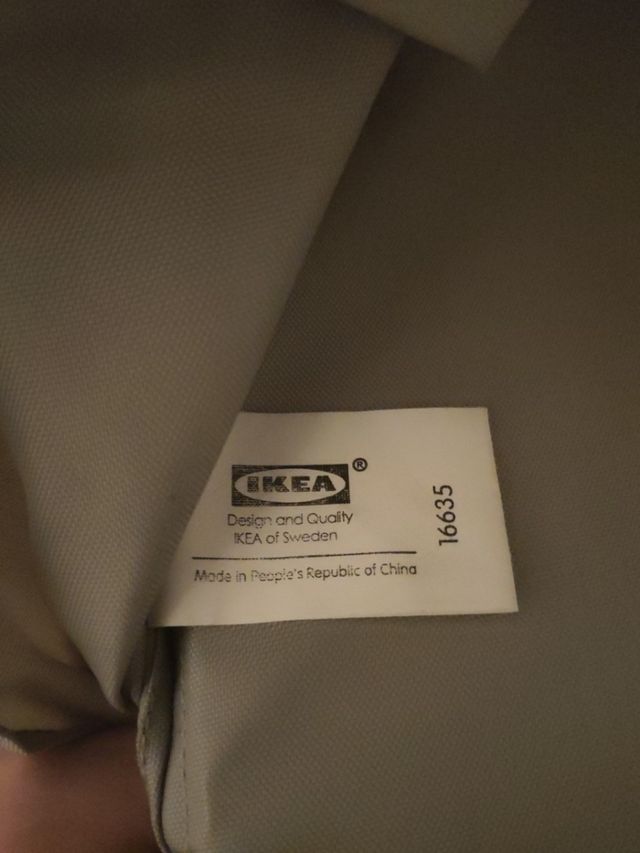 IKEA®
Design and Quality
IKEA of Sweden
Made in People's Republic of China
16635